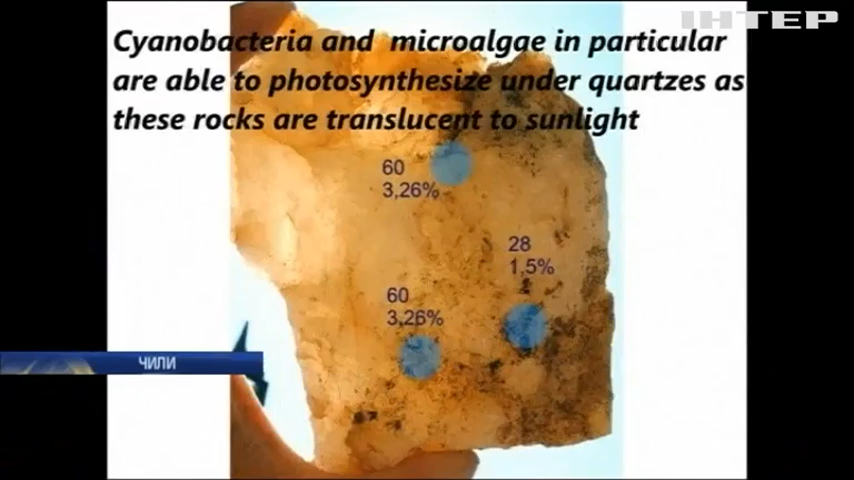 ІНТЕР
Cyanobacteria and microalgae in particular
are able to photosynthesize under quartzes as
these rocks are translucent to sunlight
60
3,26%
28
1,5%
60
3,26%
ЧИЛИ